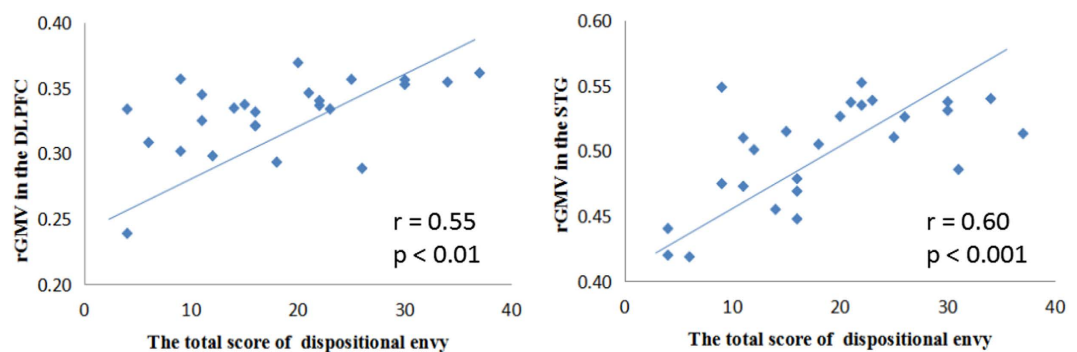 rGMV in the DLPFC
0.40
0.35
0.30
0.25
0.20
0
10
20
30
40
r = 0.55
p < 0.01
The total score of dispositional envy
rGMV in the STG
0.60
0.55
0.50
0.45
0.40
0
10
20
30
40
r = 0.60
p < 0.001
The total score of dispositional envy